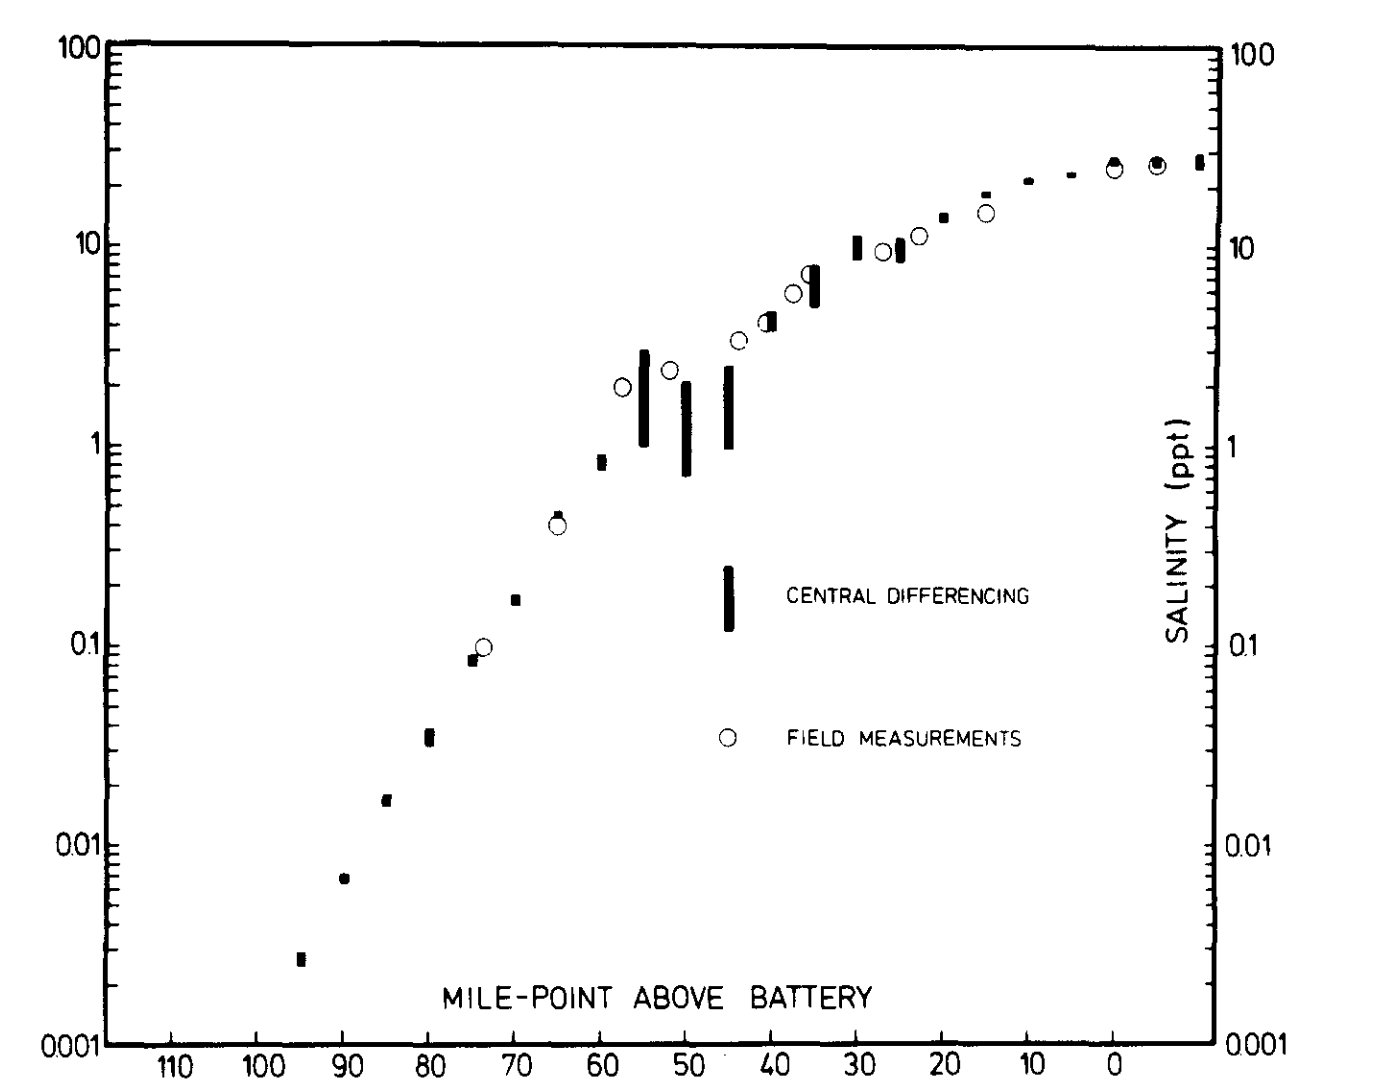 100
10
1
0.1
0.01
0.001
100
10
1
0.1
0.01
0.001
SALINITY (ppt)
CENTRAL DIFFERENCING
FIELD MEASUREMENTS
MILE-POINT ABOVE BATTERY
110 100 90 80 70 60 50 40 30 20 10 0